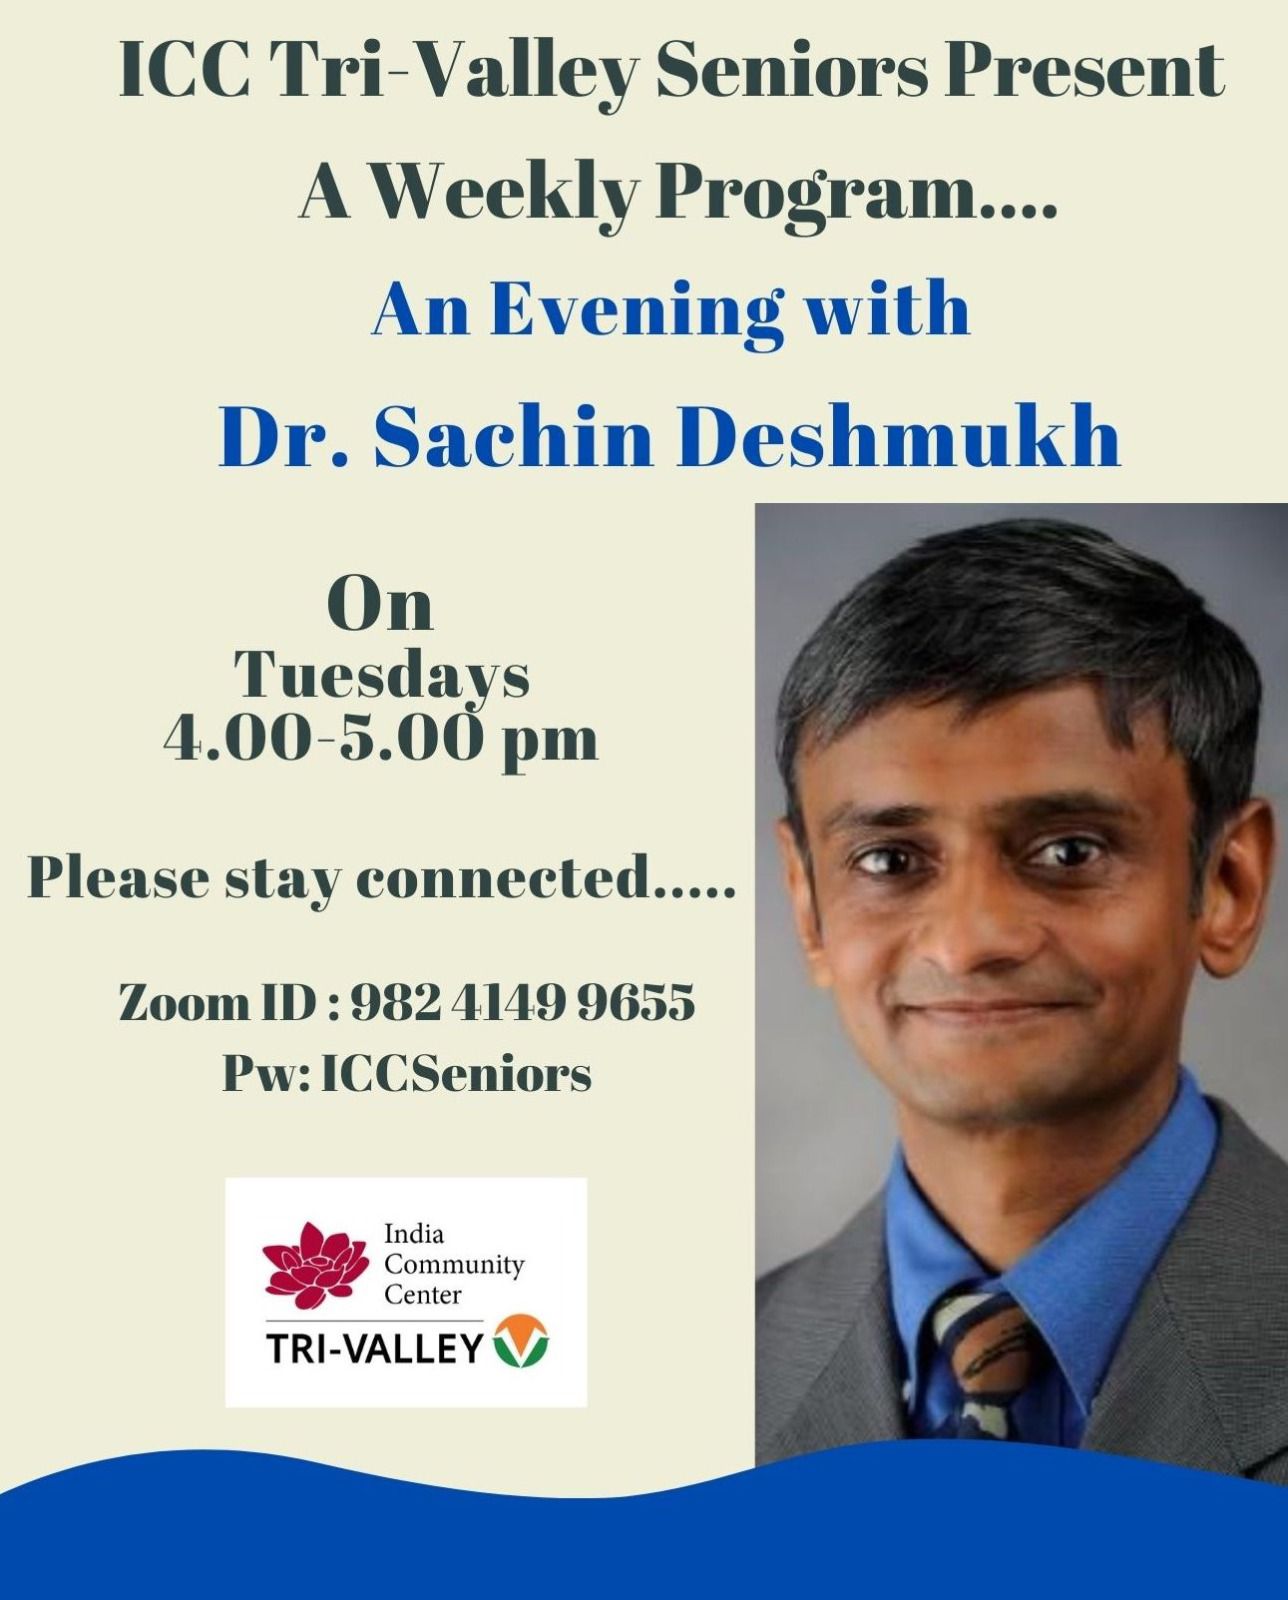 ICC Tri-Valley Seniors Present
A Weekly Program....
An Evening with
Dr. Sachin Deshmukh
On
Tuesdays
4.00-5.00 pm
Please stay connected.....
Zoom ID : 982 4149 9655
Pw: ICCSeniors
India
Community
Center
TRI-VALLEY